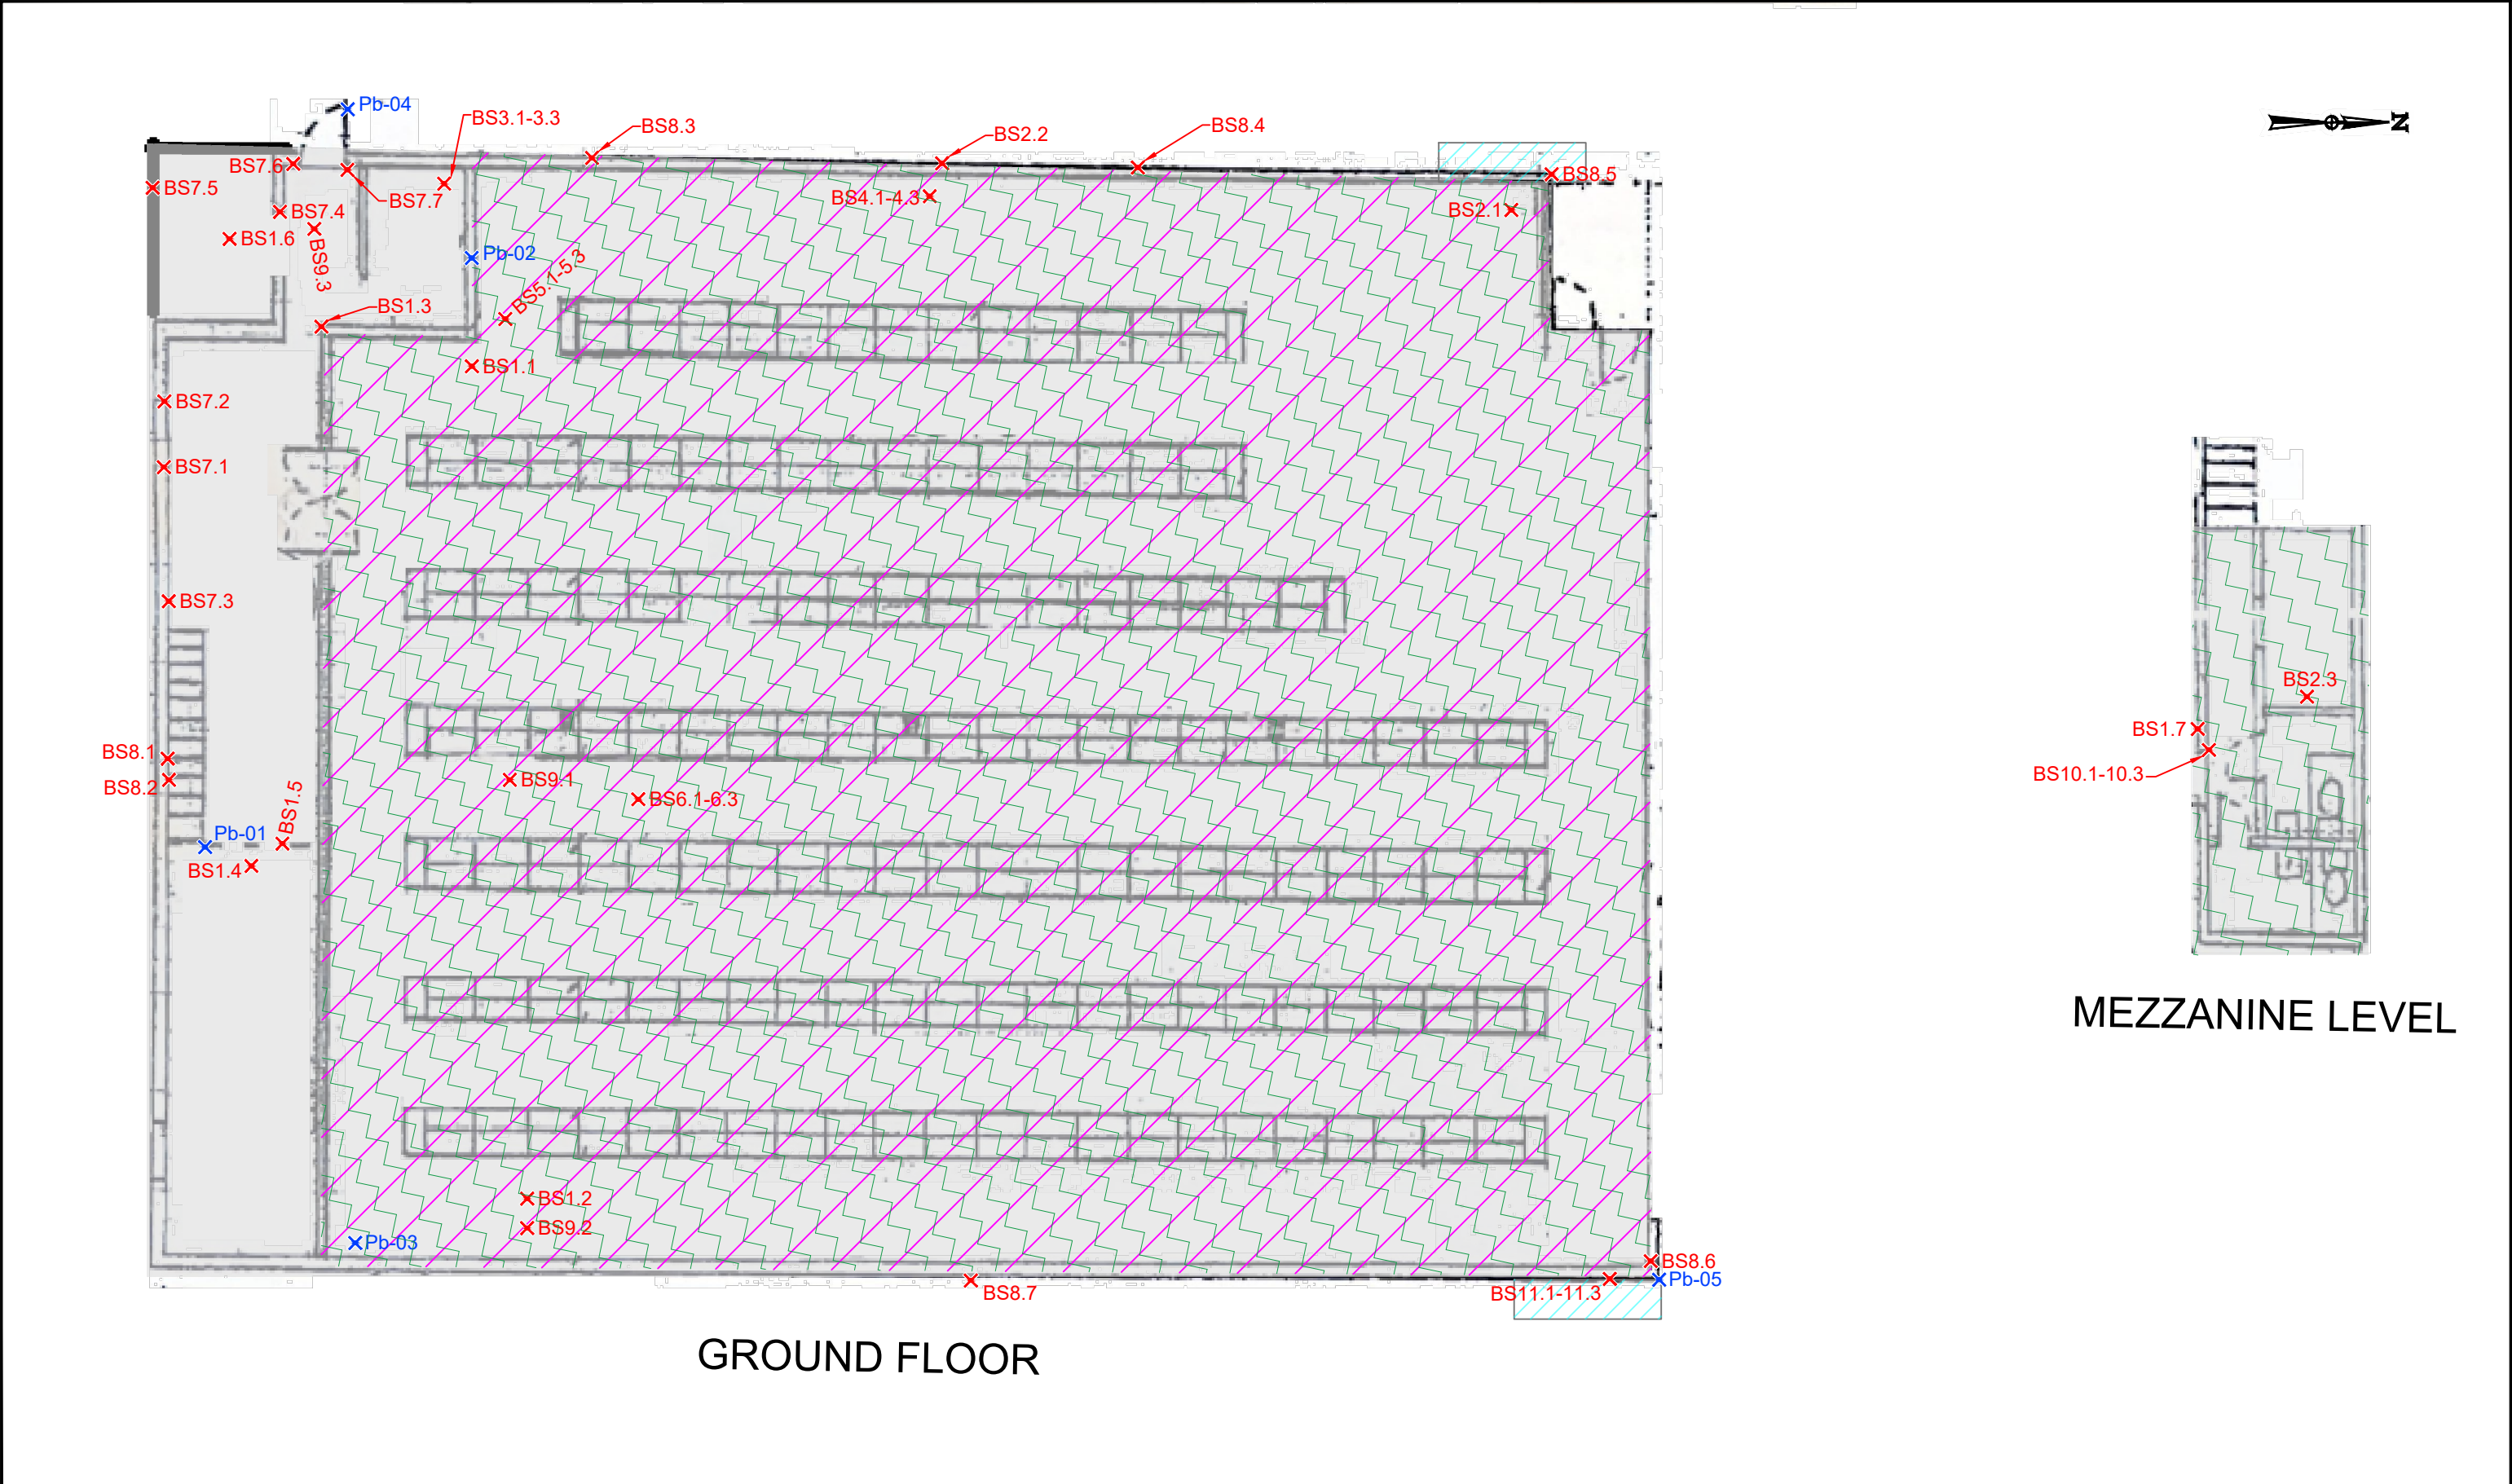 Pb-04
BS3.1-3.3
BS8.3
BS2.2
BS8.4
N
BS7.6
BS7.5
BS7.7
BS7.4
BS1.6
BS9.3
BS4.1-4.3
BS2.1
BS8.5
Pb-02
BS5.1-5.3
BS1.3
BS1.1
BS7.2
BS7.1
BS7.3
BS2.3
BS1.7
BS10.1-10.3
BS8.1
BS8.2
BS9.1
BS6.1-6.3
BS1.5
Pb-01
BS1.4
MEZZANINE LEVEL
BS1.2
BS9.2
Pb-03
BS8.6
Pb-05
BS11.1-11.3
BS8.7
GROUND FLOOR